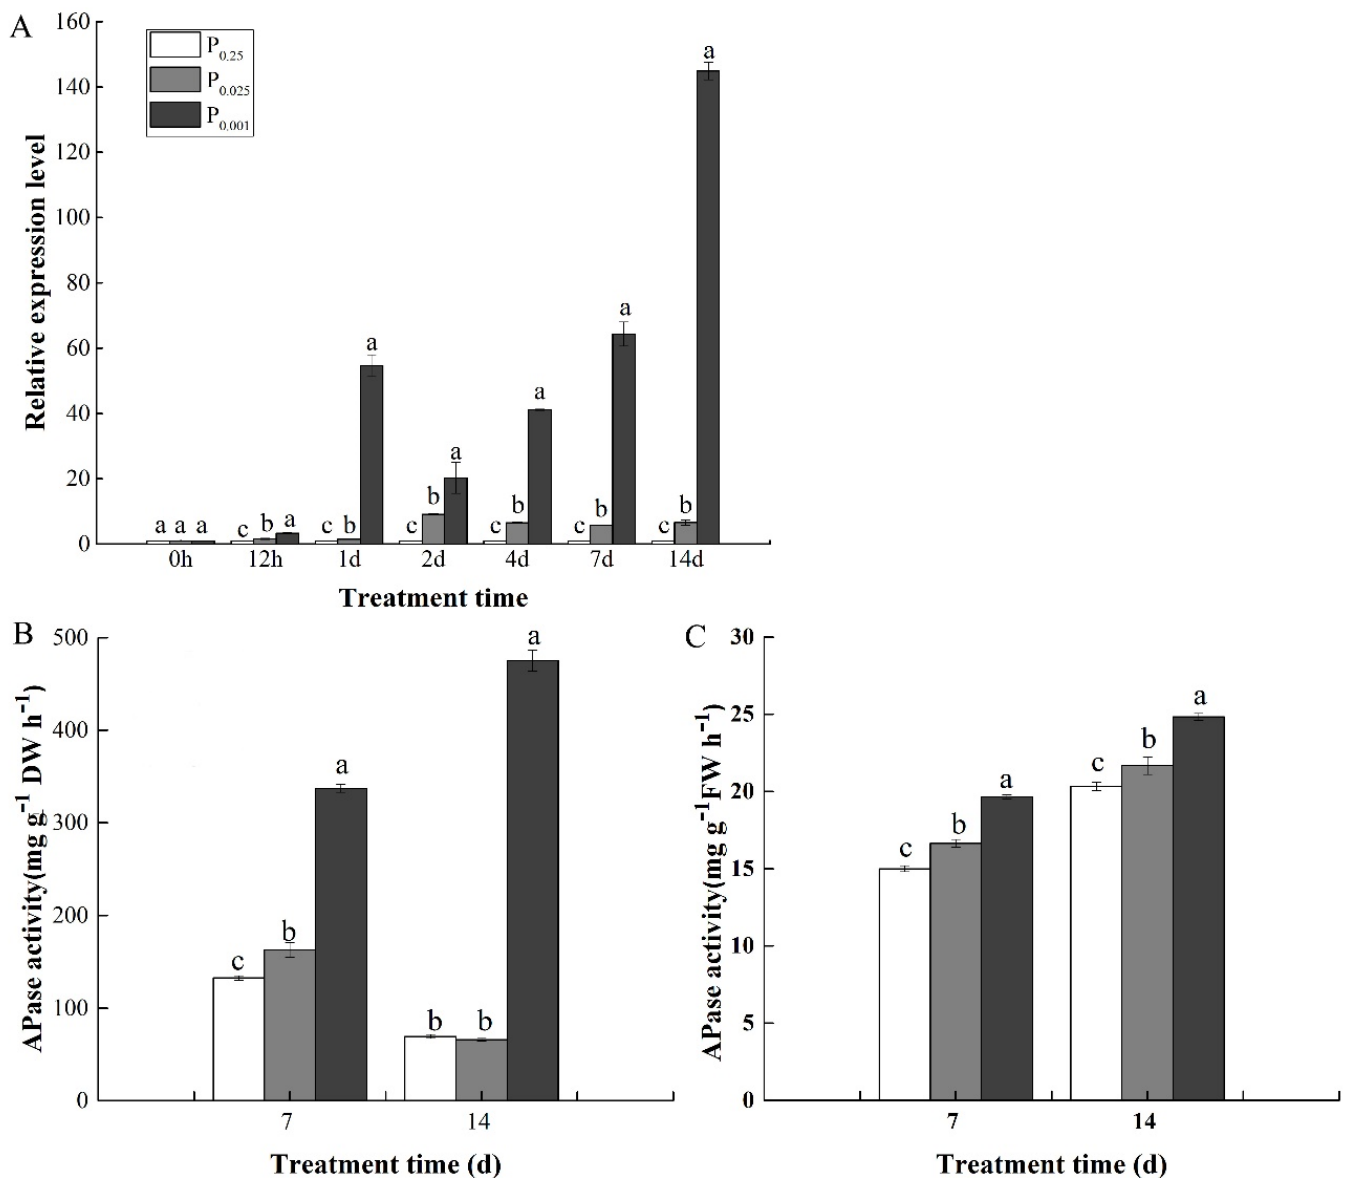 A
160
140
120
100
80
60
40
20
0
Relative expression level
P0.25
P0.025
P0.001
a a a
c b a
c b a
c b a
c b a
c b a
c b a
0h 12h 1d 2d 4d 7d 14d
Treatment time
B
500
400
300
200
100
0
APase activity(mg g-1 DW h-1)
c b a
b b a
7 14
Treatment time (d)
C
30
25
20
15
10
5
0
APase activity(mg g-1FW h-1)
c b a
c b a
7 14
Treatment time (d)